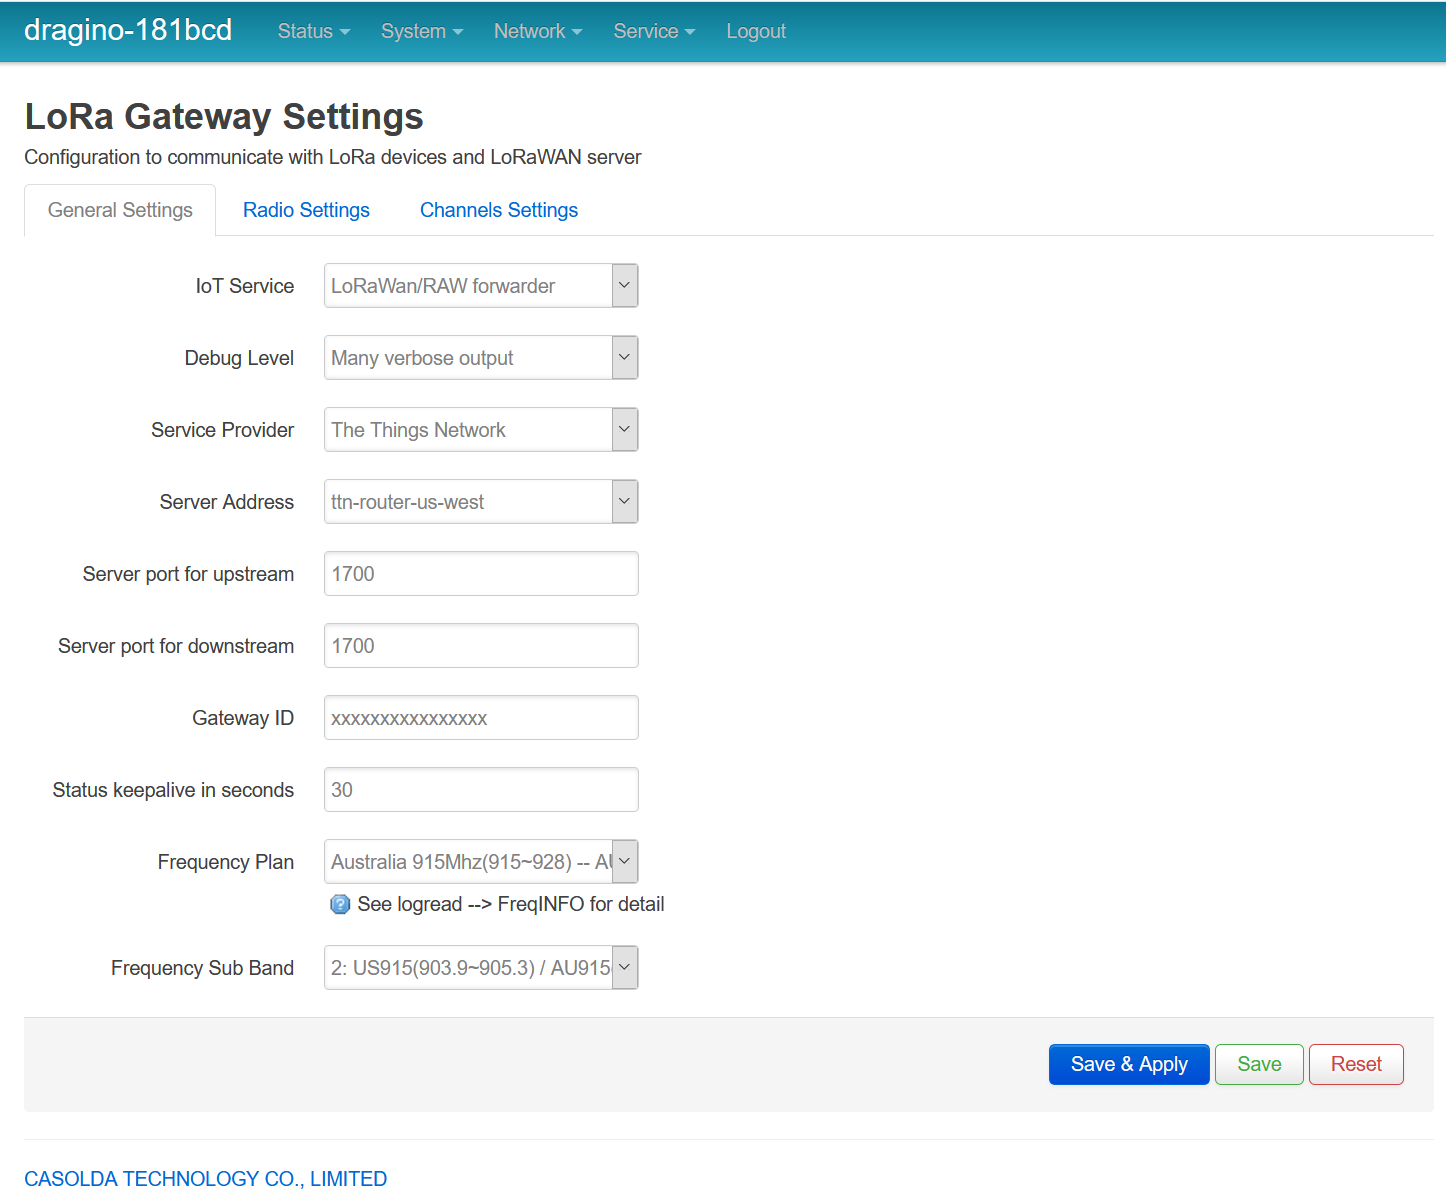 dragino-181bcd Status System Network Service Logout
LoRa Gateway Settings
Configuration to communicate with LoRa devices and LoRaWAN server
General Settings Radio Settings Channels Settings
IoT Service LoRaWan/RAW forwarder
Debug Level Many verbose output
Service Provider The Things Network
Server Address ttn-router-us-west
Server port for upstream 1700
Server port for downstream 1700
Gateway ID xxxxxxxxxxxxxxxx
Status keepalive in seconds 30
Frequency Plan Australia 915Mhz(915~928) -- AU
? See logread --> FreqINFO for detail
Frequency Sub Band 2: US915(903.9~905.3) / AU915
Save & Apply Save Reset
CASOLDA TECHNOLOGY CO., LIMITED